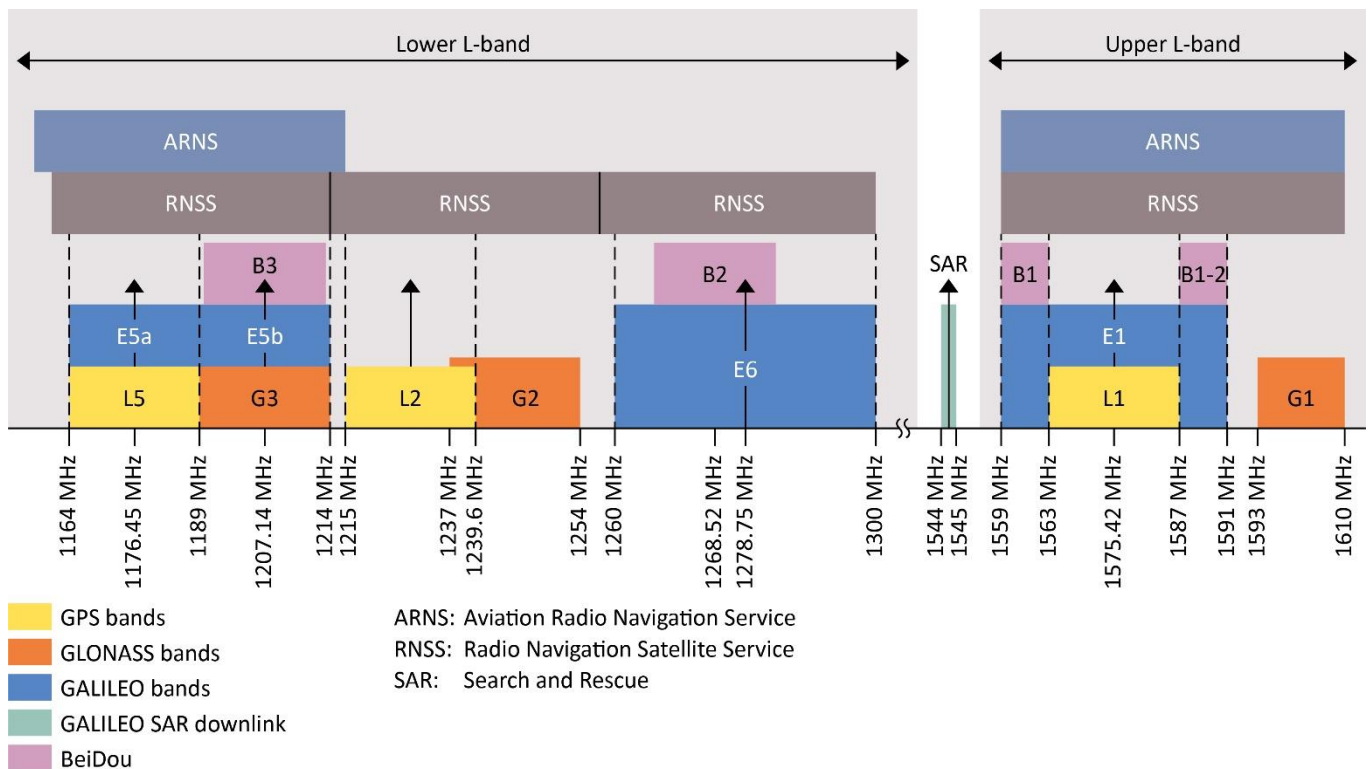 Lower L-band
Upper L-band
ARNS
ARNS
RNSS
RNSS
RNSS
RNSS
B3
B2
SAR
B1
B1-2
E5a
E5b
E6
E1
L5
G3
L2
G2
L1
G1
1164 MHz
1176.45 MHz
1189 MHz
1207.14 MHz
1214 MHz
1215 MHz
1237 MHz
1239.6 MHz
1254 MHz
1260 MHz
1268.52 MHz
1278.75 MHz
1300 MHz
1544 MHz
1545 MHz
1559 MHz
1563 MHz
1575.42 MHz
1587 MHz
1591 MHz
1593 MHz
1610 MHz
GPS bands
GLONASS bands
GALILEO bands
GALILEO SAR downlink
BeiDou
ARNS: Aviation Radio Navigation Service
RNSS: Radio Navigation Satellite Service
SAR: Search and Rescue